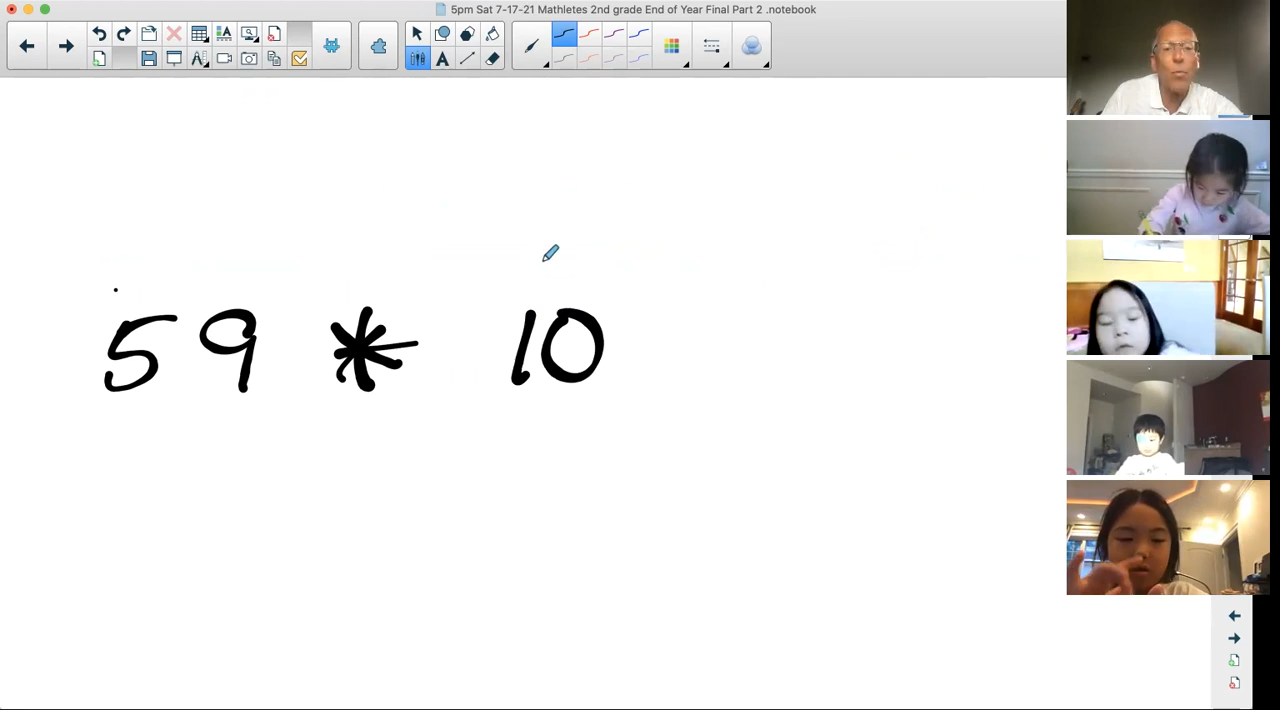 5pm Sat 7-17-21 Mathletes 2nd grade End of Year Final Part 2 .notebook
59 * 10